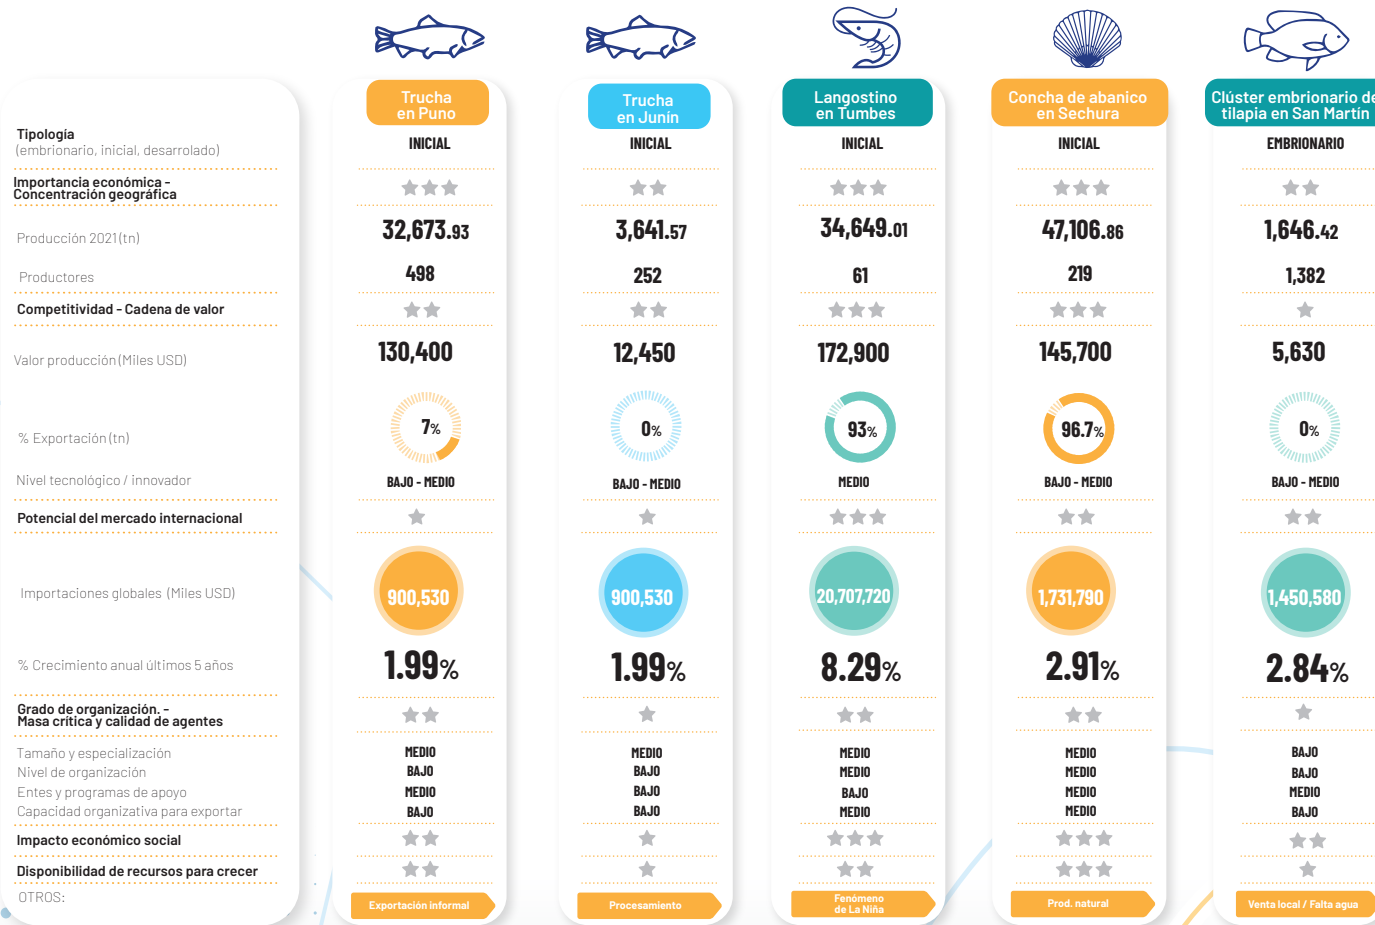 Trucha
en Puno
Trucha
en Junín
Langostino
en Tumbes
Concha de abanico
en Sechura
Clúster embrionario de
tilapia en San Martín
Tipología
(embrionario, inicial, desarrolado)
INICIAL
INICIAL
INICIAL
INICIAL
EMBRIONARIO
Importancia económica -
Concentración geográfica
Producción 2021 (tn)
32,673.93
3,641.57
34,649.01
47,106.86
1,646.42
Productores
498
252
61
219
1,382
Competitividad - Cadena de valor
Valor producción (Miles USD)
130,400
12,450
172,900
145,700
5,630
% Exportación (tn)
7%
0%
93%
96.7%
0%
Nivel tecnológico / innovador
BAJO - MEDIO
BAJO - MEDIO
MEDIO
BAJO - MEDIO
BAJO - MEDIO
Potencial del mercado internacional
Importaciones globales (Miles USD)
900,530
900,530
20,707,720
1,731,790
1,450,580
% Crecimiento anual últimos 5 años
1.99%
1.99%
8.29%
2.91%
2.84%
Grado de organización. -
Masa crítica y calidad de agentes
Tamaño y especialización
MEDIO
MEDIO
MEDIO
MEDIO
BAJO
Nivel de organización
BAJO
BAJO
MEDIO
MEDIO
BAJO
Entes y programas de apoyo
MEDIO
BAJO
BAJO
MEDIO
MEDIO
Capacidad organizativa para exportar
BAJO
BAJO
MEDIO
MEDIO
BAJO
Impacto económico social
Disponibilidad de recursos para crecer
OTROS:
Exportación informal
Procesamiento
Fenómeno
de La Niña
Prod. natural
Venta local / Falta agua